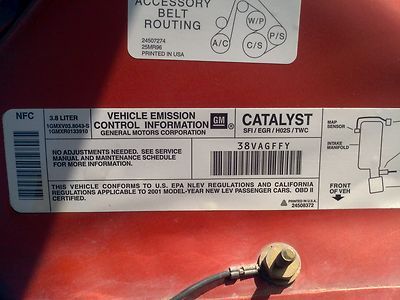 ACCESSORY
BELT
ROUTING
24507274
25MR96
PRINTED IN USA
W/P
P/S
A/C
C/S
NFC
3.8 LITER
1GMXV03.8043-S
1GMXR0133910
VEHICLE EMISSION
CONTROL INFORMATION
GENERAL MOTORS CORPORATION
GM
CATALYST
SFI / EGR / HO2S / TWC
38VAGFFY
NO ADJUSTMENTS NEEDED. SEE SERVICE
MANUAL AND MAINTENANCE SCHEDULE
FOR MORE INFORMATION.
THIS VEHICLE CONFORMS TO U.S. EPA NLEV REGULATIONS AND CALIFORNIA
REGULATIONS APPLICABLE TO 2001 MODEL-YEAR NEW LEV PASSENGER CARS. OBD II
CERTIFIED.
PRINTED IN U.S.A.
24508372
MAP
SENSOR
INTAKE
MANIFOLD
FRONT
OF VEH